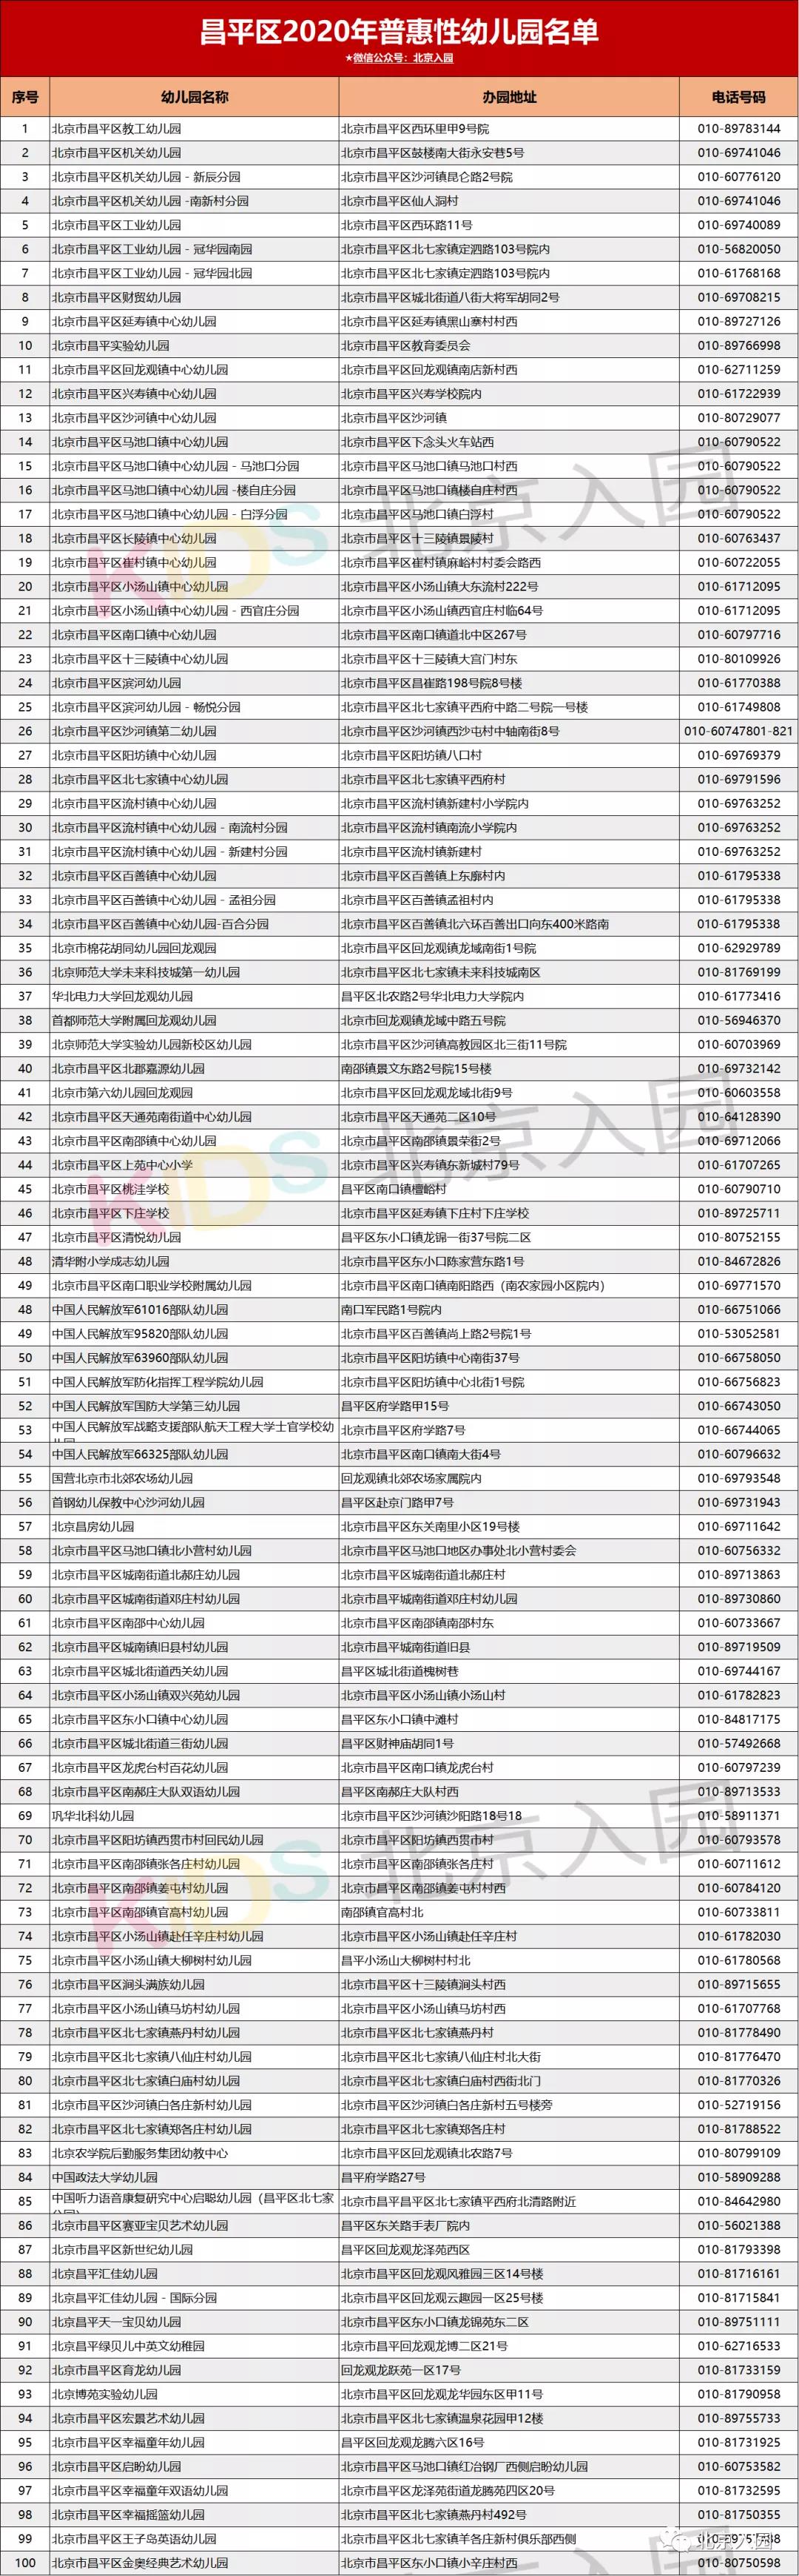 昌平区2020年普惠性幼儿园名单
★微信公众号：北京入园
序号 幼儿园名称 办园地址 电话号码
1 北京市昌平区教工幼儿园 北京市昌平区西环里甲9号院 010-89783144
2 北京市昌平区机关幼儿园 北京市昌平区鼓楼南大街永安巷5号 010-69741046
3 北京市昌平区机关幼儿园 - 新辰分园 北京市昌平区沙河镇昆仑路2号院 010-60776120
4 北京市昌平区机关幼儿园 -南新村分园 北京市昌平区仙人洞村 010-69741046
5 北京市昌平区工业幼儿园 北京市昌平区西环路11号 010-69740089
6 北京市昌平区工业幼儿园 - 冠华园南园 北京市昌平区北七家镇定泗路103号院内 010-56820050
7 北京市昌平区工业幼儿园 - 冠华园北园 北京市昌平区北七家镇定泗路103号院内 010-61768168
8 北京市昌平区财贸幼儿园 北京市昌平区城北街道八街大将军胡同2号 010-69708215
9 北京市昌平区延寿镇中心幼儿园 北京市昌平区延寿镇黑山寨村村西 010-89727126
10 北京市昌平实验幼儿园 北京市昌平区教育委员会 010-89766998
11 北京市昌平区回龙观镇中心幼儿园 北京市昌平区回龙观镇南店新村西 010-62711259
12 北京市昌平区兴寿镇中心幼儿园 北京市昌平区兴寿学校院内 010-61722939
13 北京市昌平区沙河镇中心幼儿园 北京市昌平区沙河镇 010-80729077
14 北京市昌平区马池口镇中心幼儿园 北京市昌平区下念头火车站西 010-60790522
15 北京市昌平区马池口镇中心幼儿园 - 马池口分园 北京市昌平区马池口镇马池口村西 010-60790522
16 北京市昌平区马池口镇中心幼儿园 -楼自庄分园 北京市昌平区马池口镇楼自庄村西 010-60790522
17 北京市昌平区马池口镇中心幼儿园 - 白浮分园 北京市昌平区马池口镇白浮村 010-60790522
18 北京市昌平区长陵镇中心幼儿园 北京市昌平区十三陵镇景陵村 010-60763437
19 北京市昌平区崔村镇中心幼儿园 北京市昌平区崔村镇麻峪村村委会路西 010-60722055
20 北京市昌平区小汤山镇中心幼儿园 北京市昌平区小汤山镇大东流村222号 010-61712095
21 北京市昌平区小汤山镇中心幼儿园 - 西官庄分园 北京市昌平区小汤山镇西官庄村临64号 010-61712095
22 北京市昌平区南口镇中心幼儿园 北京市昌平区南口镇道北中区267号 010-60797716
23 北京市昌平区十三陵镇中心幼儿园 北京市昌平区十三陵镇大宫门村东 010-80109926
24 北京市昌平区滨河幼儿园 北京市昌平区昌崔路198号院8号楼 010-61770388
25 北京市昌平区滨河幼儿园 - 畅悦分园 北京市昌平区北七家镇平西府中路二号院一号楼 010-61749808
26 北京市昌平区沙河镇第二幼儿园 北京市昌平区沙河镇西沙屯村中轴南街8号 010-60747801-821
27 北京市昌平区阳坊镇中心幼儿园 北京市昌平区阳坊镇八口村 010-69769379
28 北京市昌平区北七家镇中心幼儿园 北京市昌平区北七家镇平西府村 010-69791596
29 北京市昌平区流村镇中心幼儿园 北京市昌平区流村镇新建村小学院内 010-69763252
30 北京市昌平区流村镇中心幼儿园 - 南流村分园 北京市昌平区流村镇南流小学院内 010-69763252
31 北京市昌平区流村镇中心幼儿园 - 新建村分园 北京市昌平区流村镇新建村 010-69763252
32 北京市昌平区百善镇中心幼儿园 北京市昌平区百善镇上东廓村内 010-61795338
33 北京市昌平区百善镇中心幼儿园 - 孟祖分园 北京市昌平区百善镇孟祖村内 010-61795338
34 北京市昌平区百善镇中心幼儿园-百合分园 北京市昌平区百善镇北六环百善出口向东400米路南 010-61795338
35 北京市棉花胡同幼儿园回龙观园 北京市昌平区回龙观镇龙域南街1号院 010-62929789
36 北京师范大学未来科技城第一幼儿园 北京市昌平区北七家镇未来科技城南区 010-81769199
37 华北电力大学回龙观幼儿园 昌平区北农路2号华北电力大学院内 010-61773416
38 首都师范大学附属回龙观幼儿园 北京市回龙观镇龙域中路五号院 010-56946370
39 北京师范大学实验幼儿园新校区幼儿园 北京市昌平区沙河镇高教园区北三街11号院 010-60703969
40 北京市昌平区北郡嘉源幼儿园 南邵镇景文东路2号院15号楼 010-69732142
41 北京市第六幼儿园回龙观园 北京市昌平区回龙观龙域北街9号 010-60603558
42 北京市昌平区天通苑南街道中心幼儿园 北京市昌平区天通苑二区10号 010-64128390
43 北京市昌平区南邵镇中心幼儿园 北京市昌平区南邵镇景荣街2号 010-69712066
44 北京市昌平区上苑中心小学 北京市昌平区兴寿镇东新城村79号 010-61707265
45 北京市昌平区桃洼学校 昌平区南口镇檀峪村 010-60790710
46 北京市昌平区下庄学校 北京市昌平区延寿镇下庄村下庄学校 010-89725711
47 北京市昌平区清悦幼儿园 昌平区东小口镇龙锦一街37号院二区 010-80752155
48 清华附小学成志幼儿园 北京市昌平区东小口陈家营东路1号 010-84672826
49 北京市昌平区南口职业学校附属幼儿园 北京市昌平区南口镇南阳路西（南农家园小区院内） 010-69771570
48 中国人民解放军61016部队幼儿园 南口军民路1号院内 010-66751066
49 中国人民解放军95820部队幼儿园 北京市昌平区百善镇尚上路2号院1号 010-53052581
50 中国人民解放军63960部队幼儿园 北京市昌平区阳坊镇中心南街37号 010-66758050
51 中国人民解放军防化指挥工程学院幼儿园 北京市昌平区阳坊镇中心北街1号院 010-66756823
52 中国人民解放军国防大学第三幼儿园 昌平区府学路甲15号 010-66743050
53 中国人民解放军战略支援部队航天工程大学士官学校幼 北京市昌平区府学路7号 010-66744065
54 中国人民解放军66325部队幼儿园 北京市昌平区南口镇南大街4号 010-60796632
55 国营北京市北郊农场幼儿园 回龙观镇北郊农场家属院内 010-69793548
56 首钢幼儿保教中心沙河幼儿园 昌平区赴京门路甲7号 010-69731943
57 北京昌房幼儿园 北京市昌平区东关南里小区19号楼 010-69711642
58 北京市昌平区马池口镇北小营村幼儿园 北京市昌平区马池口地区办事处北小营村委会 010-60756332
59 北京市昌平区城南街道北郝庄幼儿园 北京市昌平区城南街道北郝庄村 010-89713863
60 北京市昌平区城南街道邓庄村幼儿园 北京市昌平城南街道邓庄村幼儿园 010-89730860
61 北京市昌平区南邵中心幼儿园 北京市昌平区南邵镇南邵村东 010-60733667
62 北京市昌平区城南镇旧县村幼儿园 北京市昌平城南街道旧县 010-89719509
63 北京市昌平区城北街道西关幼儿园 昌平区城北街道槐树巷 010-69744167
64 北京市昌平区小汤山镇双兴苑幼儿园 北京市昌平区小汤山镇小汤山村 010-61782823
65 北京市昌平区东小口镇中心幼儿园 昌平区东小口镇中滩村 010-84817175
66 北京市昌平区城北街道三街幼儿园 昌平区财神庙胡同1号 010-57492668
67 北京市昌平区龙虎台村百花幼儿园 北京市昌平区南口镇龙虎台村 010-60797239
68 北京市昌平区南郝庄大队双语幼儿园 昌平区南郝庄大队村西 010-89713533
69 巩华北科幼儿园 北京市昌平区沙河镇沙阳路18号18 010-58911371
70 北京市昌平区阳坊镇西贯市村回民幼儿园 北京市昌平区阳坊镇西贯市村 010-60793578
71 北京市昌平区南邵镇张各庄村幼儿园 北京市昌平区南邵镇张各庄村 010-60711612
72 北京市昌平区南邵镇姜屯村幼儿园 北京市昌平区南邵镇姜屯村村西 010-60784120
73 北京市昌平区南邵镇官高村幼儿园 南邵镇官高村北 010-60733811
74 北京市昌平区小汤山镇赴任辛庄村幼儿园 北京市昌平区小汤山镇赴任辛庄村 010-61782030
75 北京市昌平区小汤山镇大柳树村幼儿园 昌平小汤山大柳树村村北 010-61780568
76 北京市昌平区涧头满族幼儿园 北京市昌平区十三陵镇涧头村西 010-89715655
77 北京市昌平区小汤山镇马坊村幼儿园 北京市昌平区小汤山镇马坊村西 010-61707768
78 北京市昌平区北七家镇燕丹村幼儿园 北京市昌平区北七家镇燕丹村 010-81778490
79 北京市昌平区北七家镇八仙庄村幼儿园 北京市昌平区北七家镇八仙庄村北大街 010-81776470
80 北京市昌平区北七家镇白庙村幼儿园 北京市昌平区北七家镇白庙村西街北门 010-81770326
81 北京市昌平区沙河镇白各庄新村幼儿园 北京市昌平区沙河镇白各庄新村五号楼旁 010-52719156
82 北京市昌平区北七家镇郑各庄村幼儿园 北京市昌平区北七家镇郑各庄村 010-81788522
83 北京农学院后勤服务集团幼教中心 北京市昌平区回龙观镇北农路7号 010-80799109
84 中国政法大学幼儿园 昌平府学路27号 010-58909288
85 中国听力语音康复研究中心启聪幼儿园（昌平区北七家 北京市昌平昌平区北七家镇平西府北清路附近 010-84642980
86 北京市昌平区赛亚宝贝艺术幼儿园 昌平区东关路手表厂院内 010-56021388
87 北京市昌平区新世纪幼儿园 昌平区回龙观龙泽苑西区 010-81793398
88 北京昌平汇佳幼儿园 北京市昌平区回龙观风雅园三区14号楼 010-81716161
89 北京昌平汇佳幼儿园 - 国际分园 北京市昌平区回龙观云趣园一区25号楼 010-81715841
90 北京昌平天一宝贝幼儿园 北京市昌平区东小口镇龙锦苑东二区 010-89751111
91 北京昌平绿贝儿中英文幼稚园 北京市昌平回龙观龙博二区21号 010-62716533
92 北京市昌平区育龙幼儿园 回龙观龙跃苑一区17号 010-81733159
93 北京博苑实验幼儿园 北京市昌平区回龙观龙华园东区甲11号 010-81790958
94 北京市昌平区宏景艺术幼儿园 北京市昌平区北七家镇温泉花园甲12楼 010-89755733
95 北京市昌平区幸福童年幼儿园 昌平区回龙观龙腾六区16号 010-81731925
96 北京市昌平区启盼幼儿园 北京市昌平区马池口镇红冶钢厂西侧启盼幼儿园 010-60753582
97 北京市昌平区幸福童年双语幼儿园 北京市昌平区龙泽苑街道龙腾苑四区20号 010-81732595
98 北京市昌平区幸福摇篮幼儿园 北京市昌平区北七家镇燕丹村492号 010-81750355
99 北京市昌平区王子岛英语幼儿园 北京市昌平区北七家镇羊各庄新村俱乐部西侧
100 北京市昌平区金奥经典艺术幼儿园 北京市昌平区东小口镇小辛庄村西 010-80750598
KIDS 北京入园
KIDS 北京入园
KIDS 北京入园
北京入园